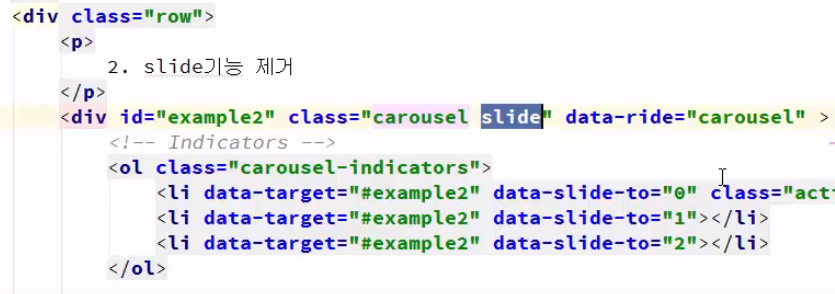 <div class="row">
<p>
2. slide기능 제거
</p>
<div id="example2" class="carousel slide" data-ride="carousel" >
<!-- Indicators -->
<ol class="carousel-indicators">
<li data-target="#example2" data-slide-to="0" class="acti
<li data-target="#example2" data-slide-to="1"></li>
<li data-target="#example2" data-slide-to="2"></li>
</ol>